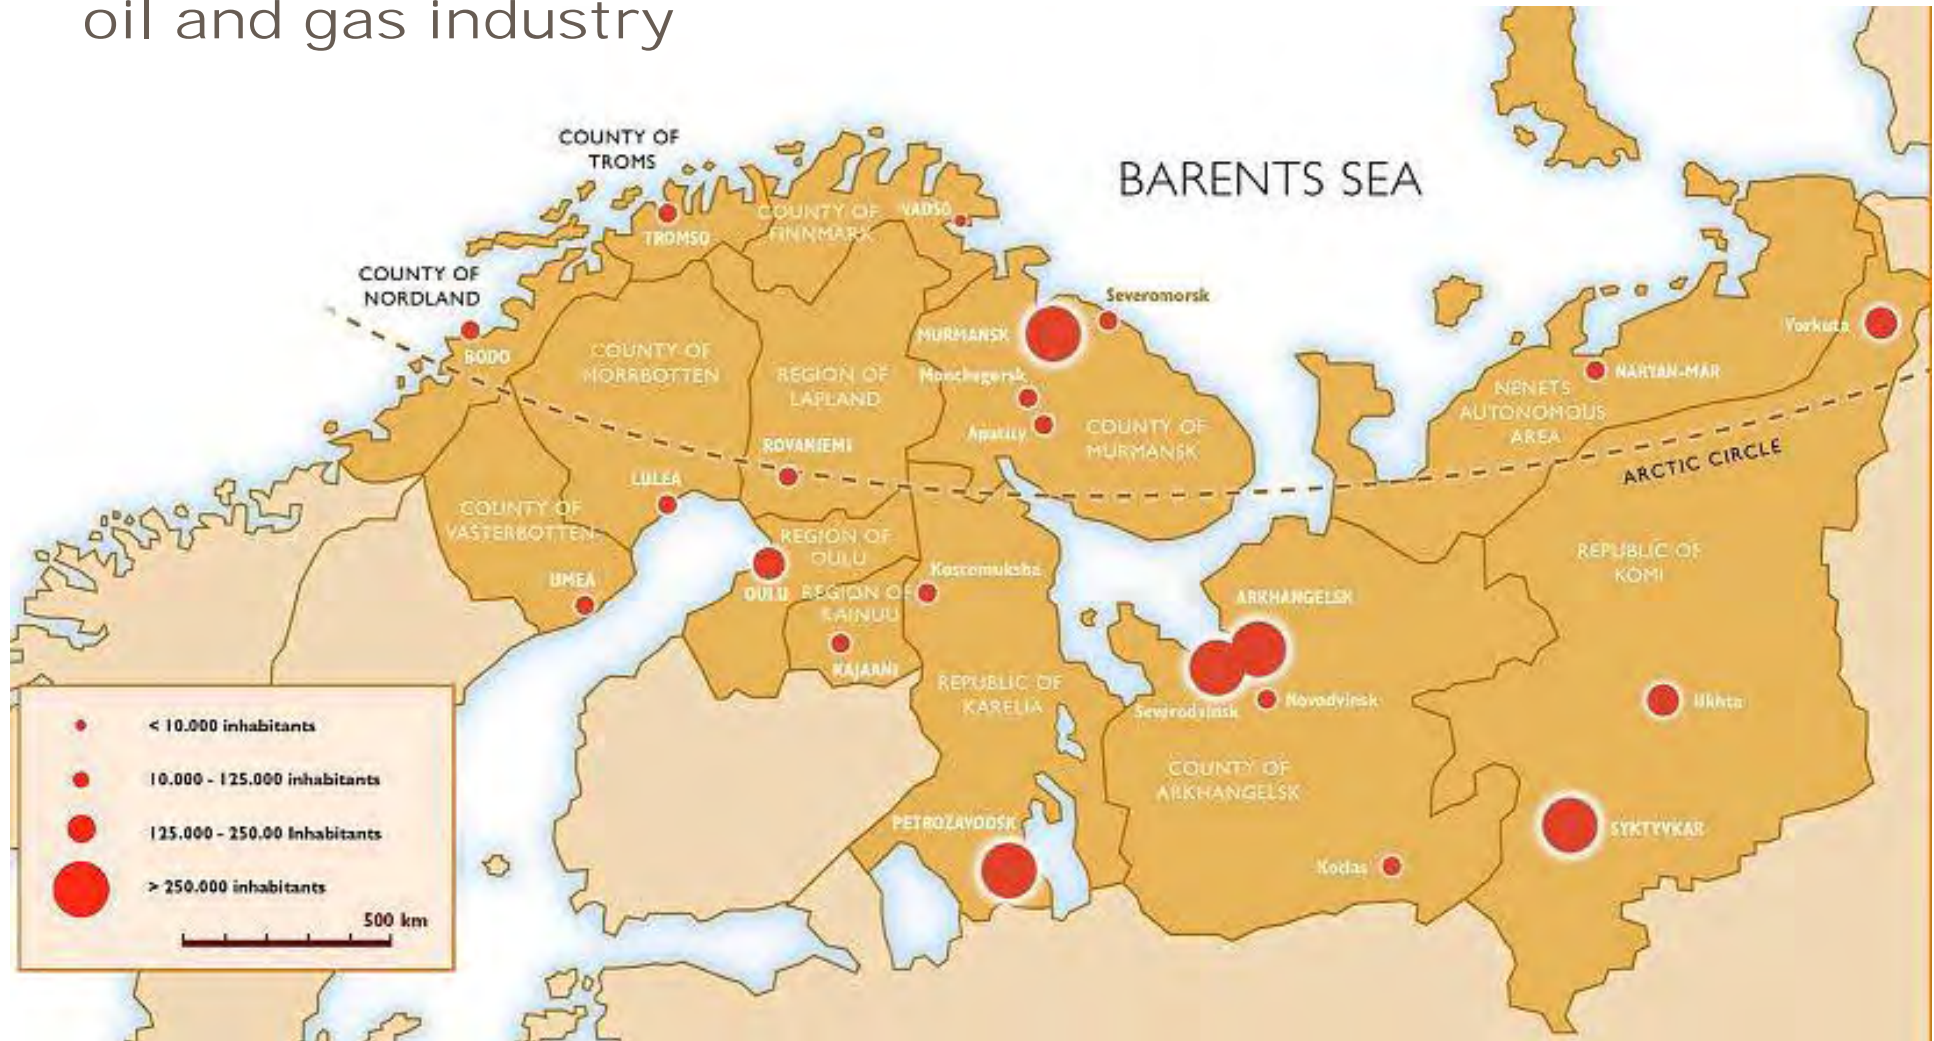 oil and gas industry
COUNTY OF
TROMS
BARENTS SEA
COUNTY OF
FINNMARK
VADSO
TROMSO
COUNTY OF
NORDLAND
BODO
Severomorsk
MURMANSK
Vorkuta
COUNTY OF
NORRBOTTEN
REGION OF
LAPLAND
Monchegorsk
NARYAN-MAR
NENETS
AUTONOMOUS
AREA
Apatity
COUNTY OF
MURMANSK
ROVANIEMI
ARCTIC CIRCLE
LULEA
COUNTY OF
VASTERBOTTEN
REGION OF
OULU
REPUBLIC OF
KOMI
UMEA
OULU
REGION OF
KAINUU
Kostomuksha
ARKHANGELSK
KAJAANI
REPUBLIC OF
KARELIA
Severodvinsk
Novodvinsk
Ukhta
COUNTY OF
ARKHANGELSK
PETROZAVODSK
SYKTYVKAR
Kotlas
< 10.000 inhabitants
10.000 - 125.000 inhabitants
125.000 - 250.00 Inhabitants
> 250.000 inhabitants
500 km